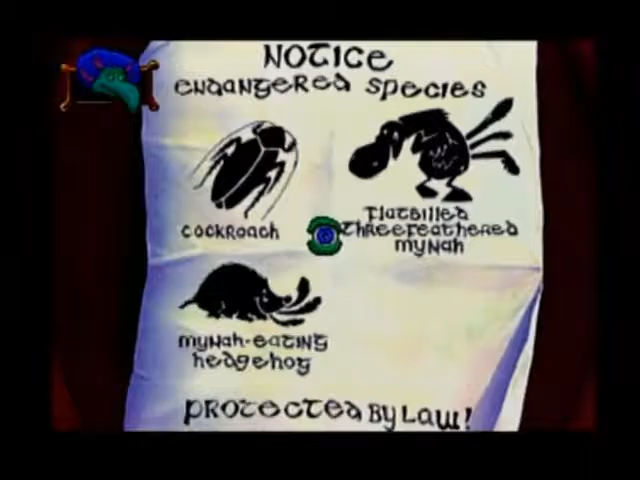 NOTICE
ENDANGERED SPECIES
COCKROACH
FLATBILLED
THREEFEATHERED
MYNAH
MYNAH-EATING
HEDGEHOG
PROTECTED BY LAW!